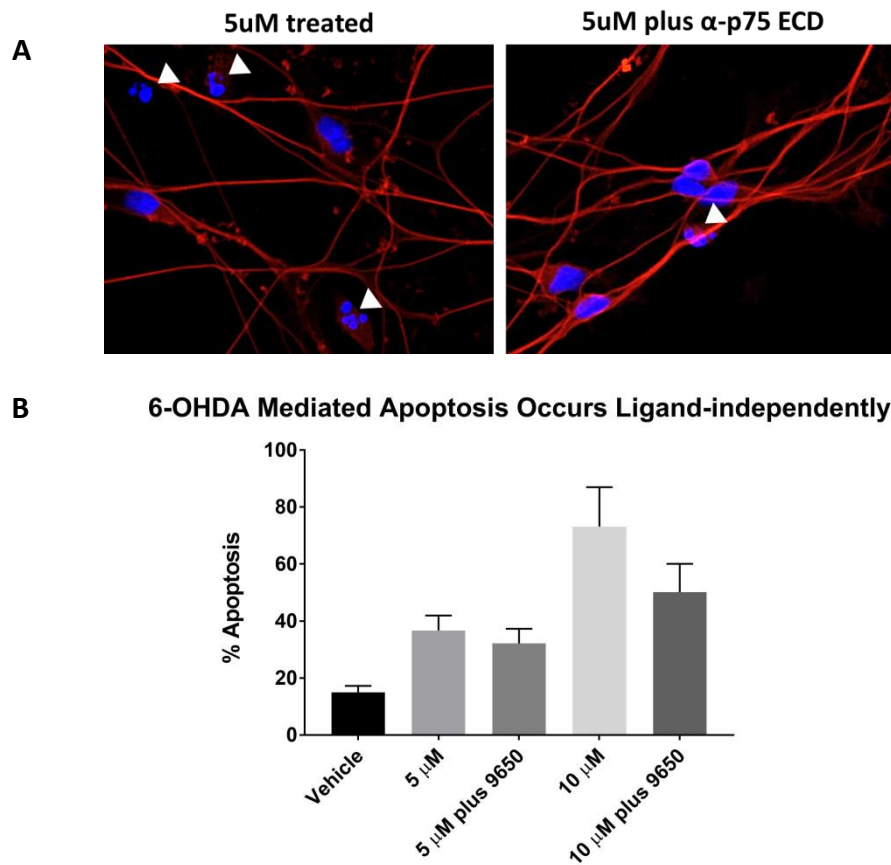 A
5uM treated
5uM plus α-p75 ECD
B
6-OHDA Mediated Apoptosis Occurs Ligand-independently
% Apoptosis
100
80
60
40
20
0
Vehicle
5 μM
5 μM plus 9650
10 μM
10 μM plus 9650